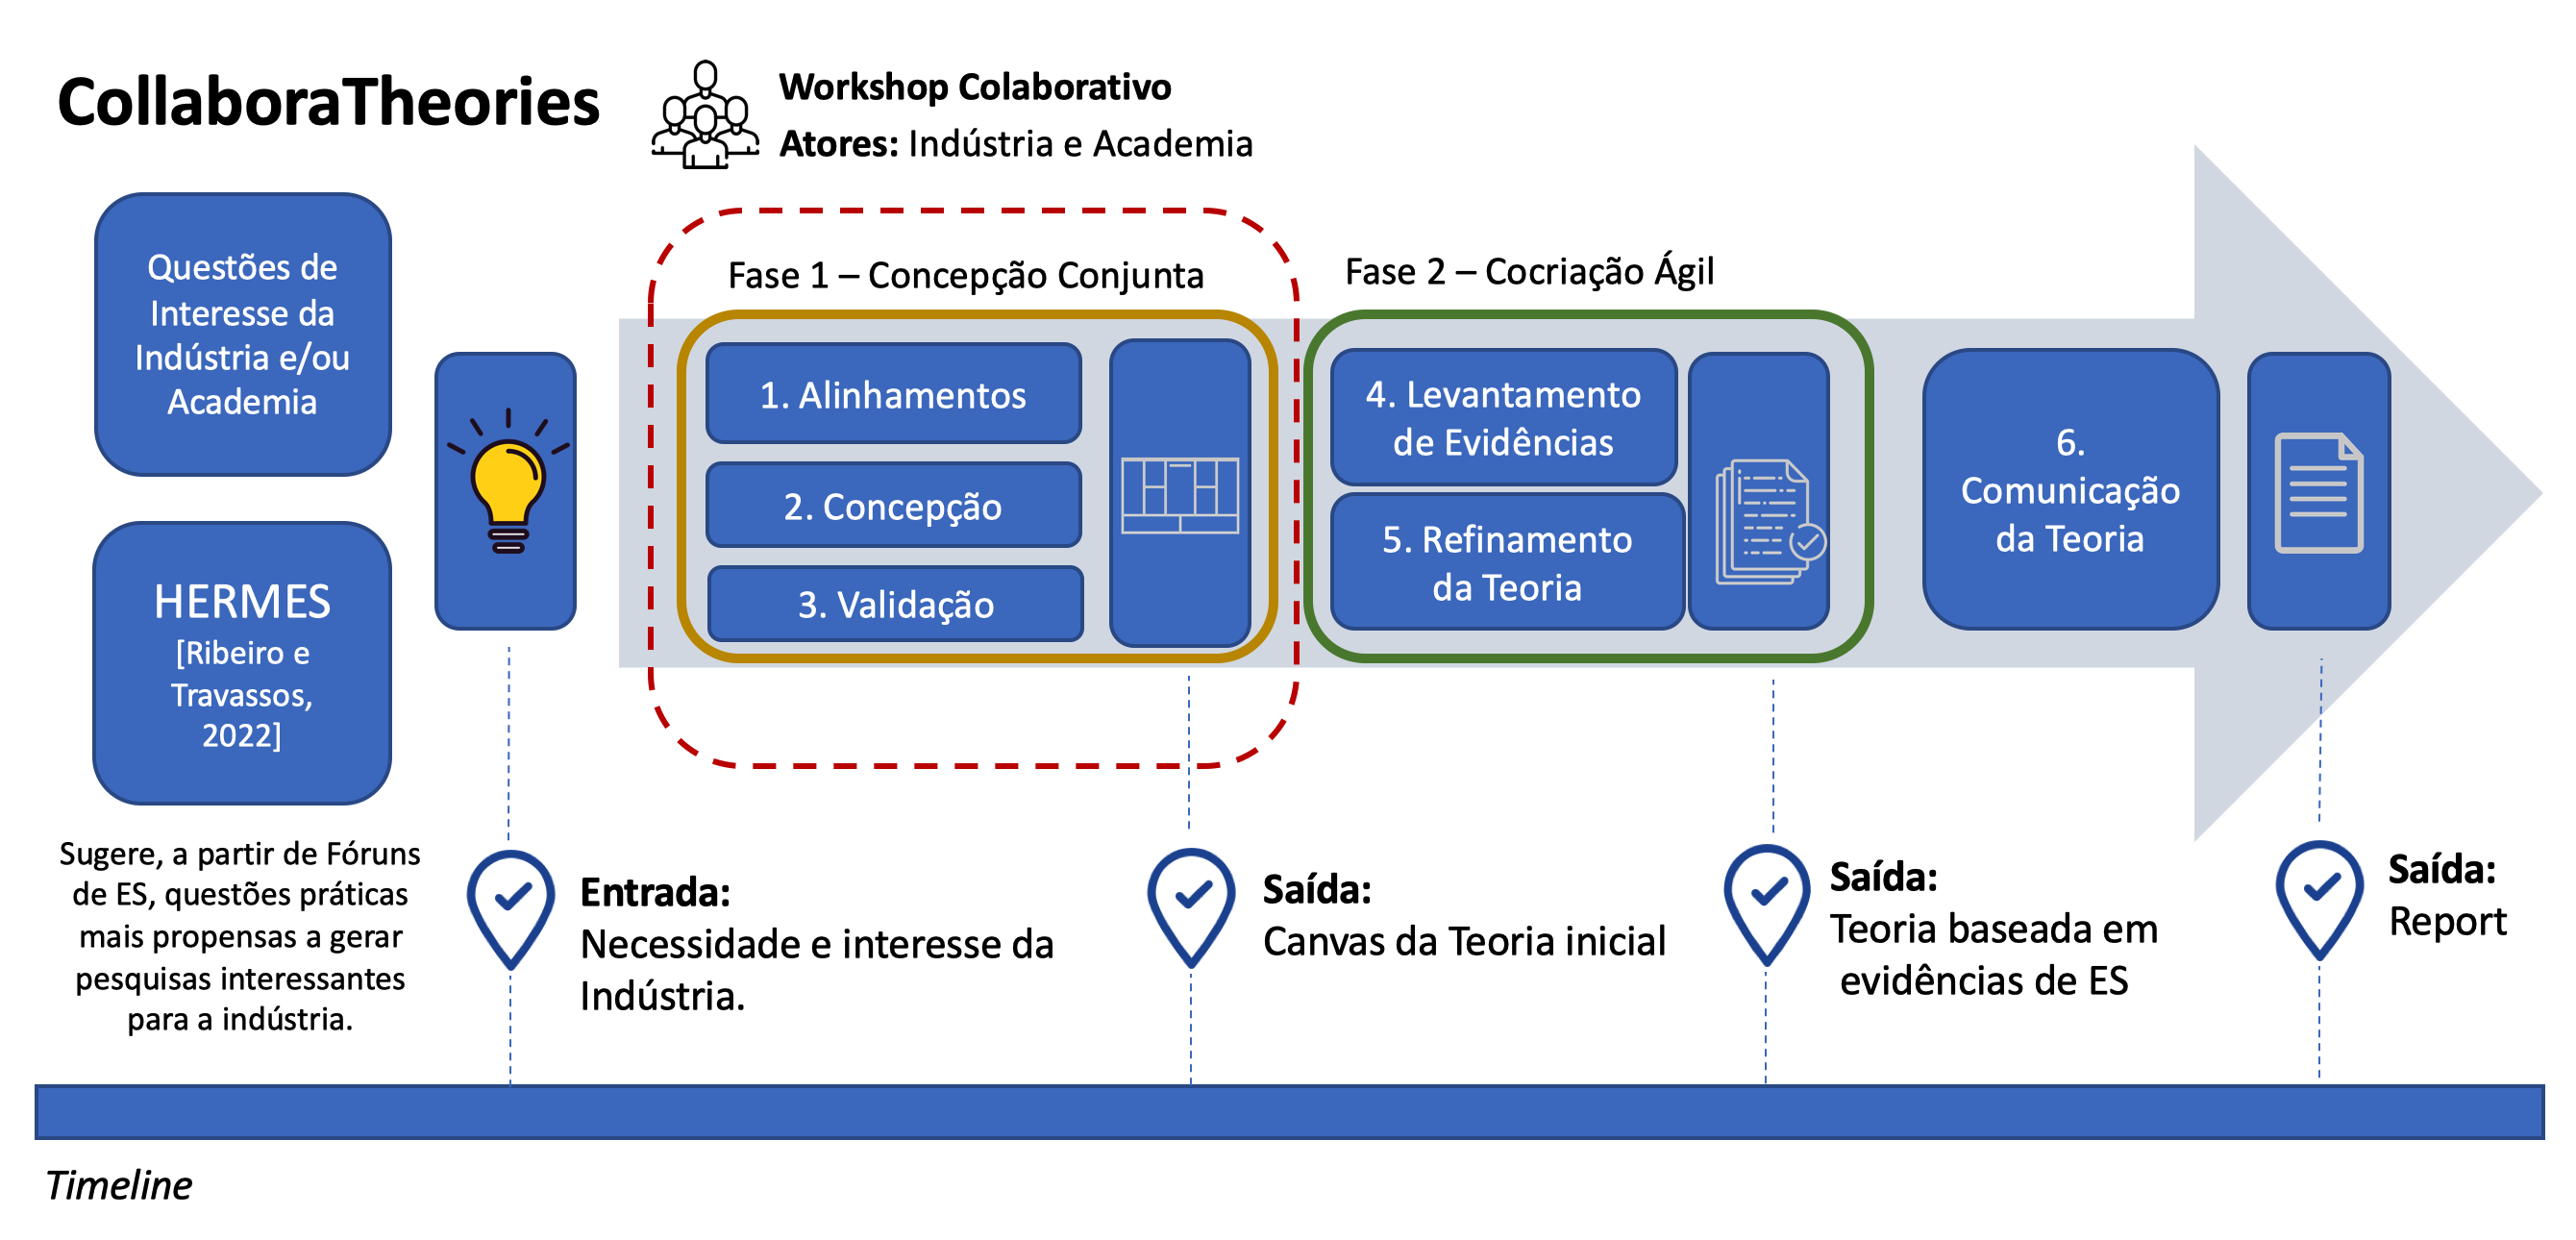 CollaboraTheories
Workshop Colaborativo
Atores: Indústria e Academia
Questões de
Interesse da
Indústria e/ou
Academia
HERMES
[Ribeiro e
Travassos,
2022]
Sugere, a partir de Fóruns
de ES, questões práticas
mais propensas a gerar
pesquisas interessantes
para a indústria.
Fase 1 – Concepção Conjunta
1. Alinhamentos
2. Concepção
3. Validação
Fase 2 – Cocriação Ágil
4. Levantamento
de Evidências
5. Refinamento
da Teoria
6.
Comunicação
da Teoria
Entrada:
Necessidade e interesse da
Indústria.
Saída:
Canvas da Teoria inicial
Saída:
Teoria baseada em
evidências de ES
Saída:
Report
Timeline